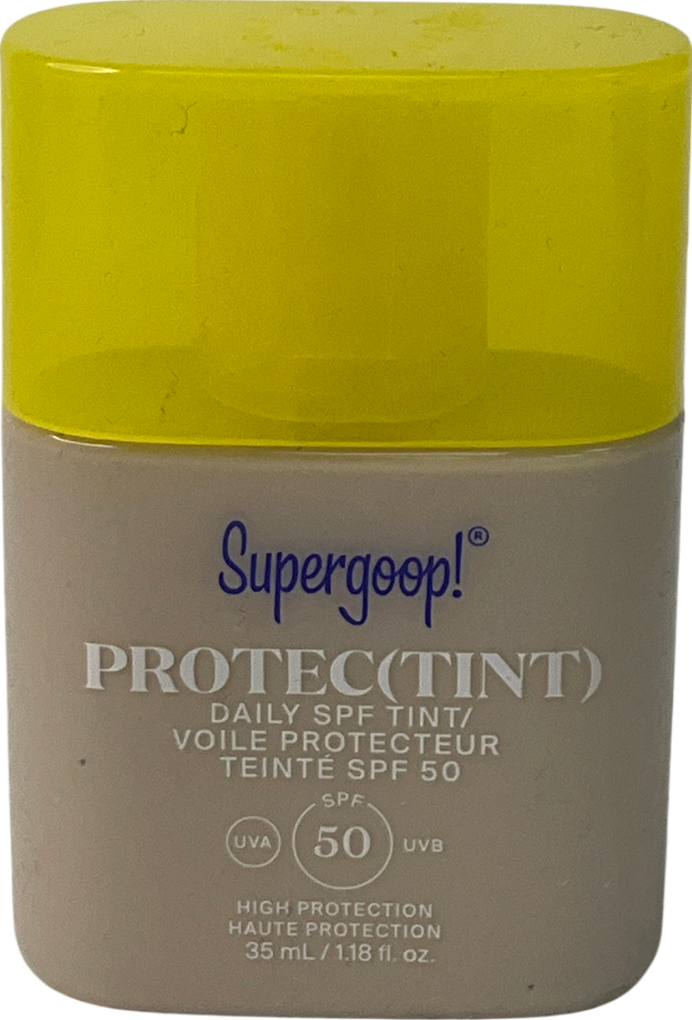 Supergoop!®
PROTEC(TINT)
DAILY SPF TINT/
VOILE PROTECTEUR
TEINTÉ SPF 50
SPF
UVA 50 UVB
HIGH PROTECTION
HAUTE PROTECTION
35 mL / 1.18 fl. oz.